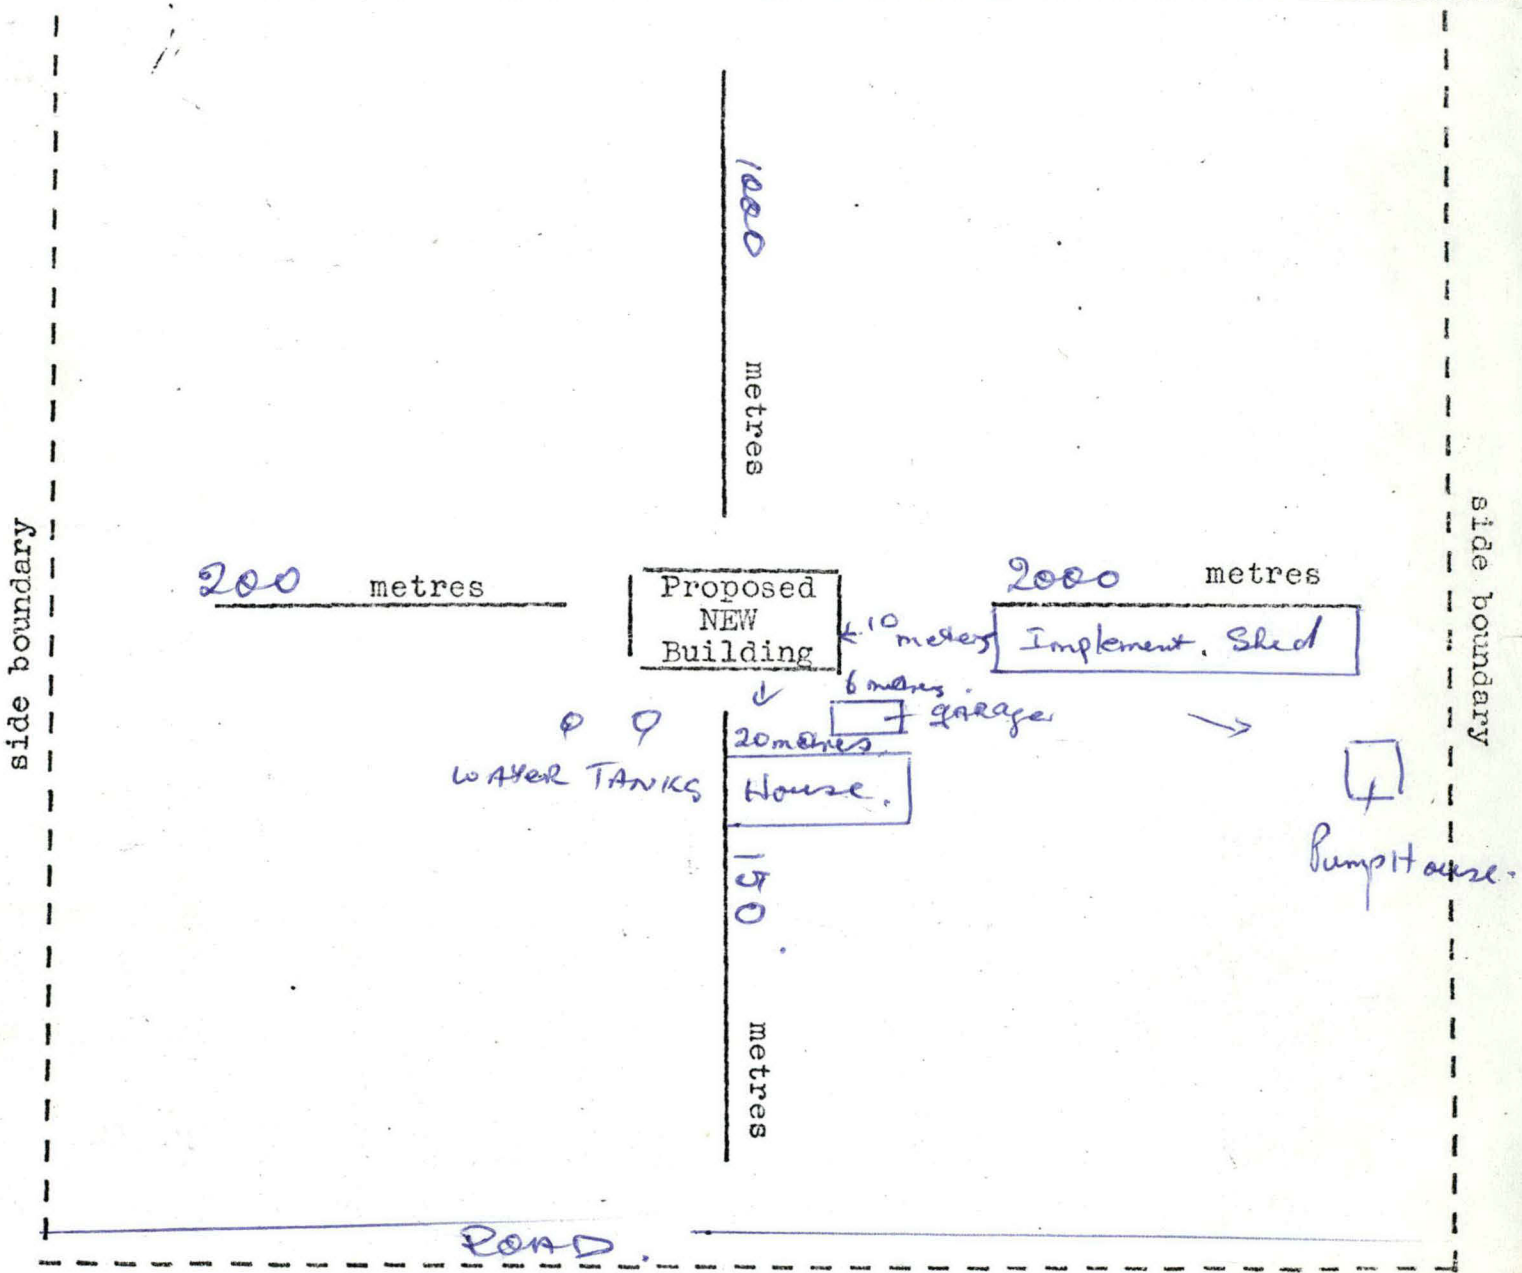 1000
metres
side boundary
side boundary
200 metres
Proposed
NEW
Building
2000 metres
10 meters
Implement. Shed
6 metres
garage
20 metres
WATER TANKS
House.
150
PumpHouse.
metres
ROAD.